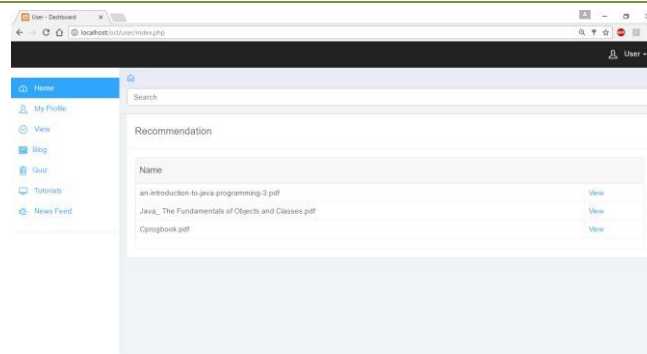 User - Dashboard
localhost/ocl/user/index.php
User
Home
My Profile
View
Blog
Quiz
Tutorials
News Feed
Search
Recommendation
Name
an-introduction-to-java-programming-3.pdf View
Java_ The Fundamentals of Objects and Classes.pdf View
Cprogbook.pdf View